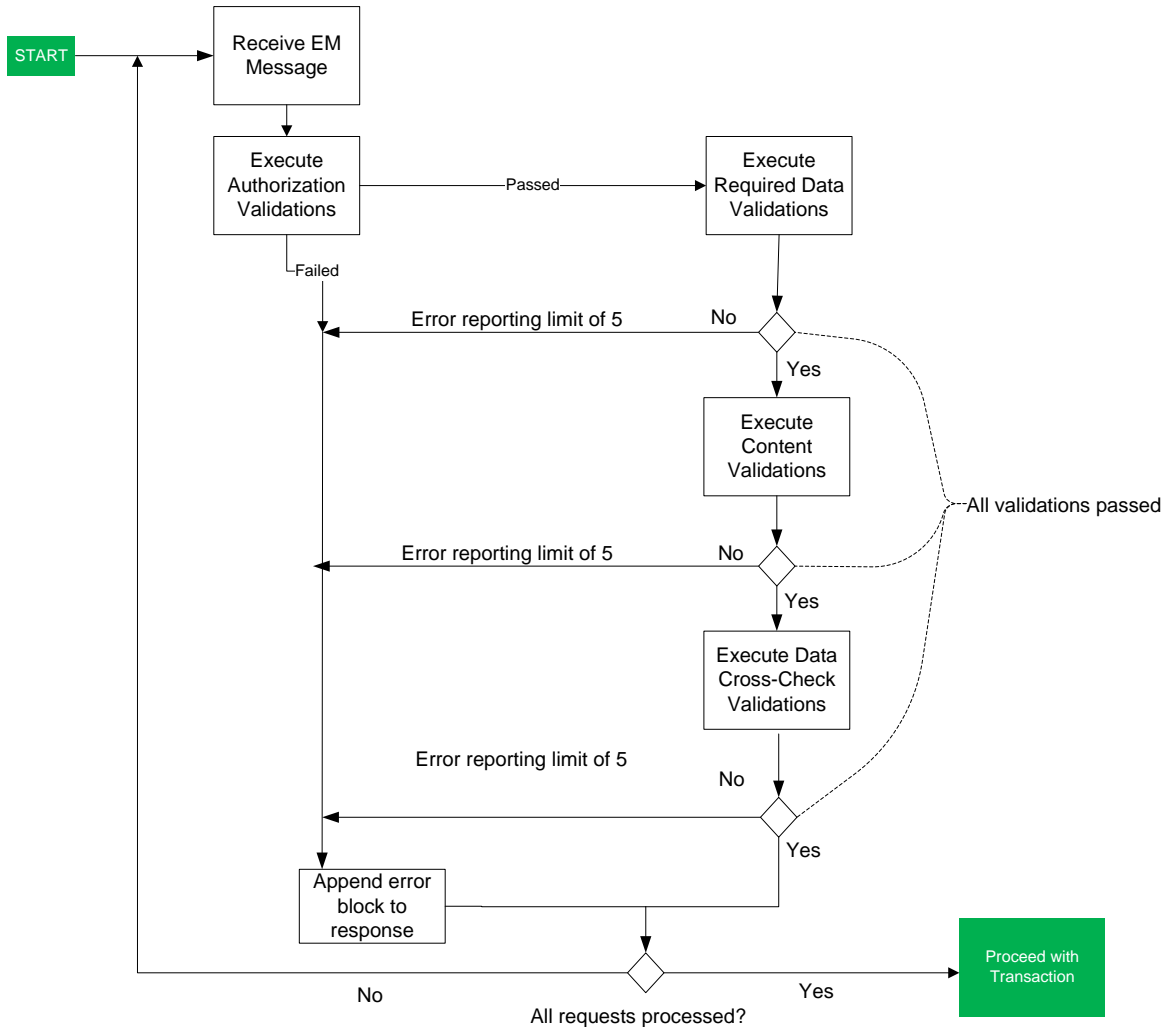 START
Receive EM
Message
Execute
Authorization
Validations
Passed
Execute
Required Data
Validations
Failed
Error reporting limit of 5
No
Yes
Execute
Content
Validations
All validations passed
Error reporting limit of 5
No
Yes
Execute Data
Cross-Check
Validations
Error reporting limit of 5
No
Yes
Append error
block to
response
Proceed with
Transaction
No
Yes
All requests processed?